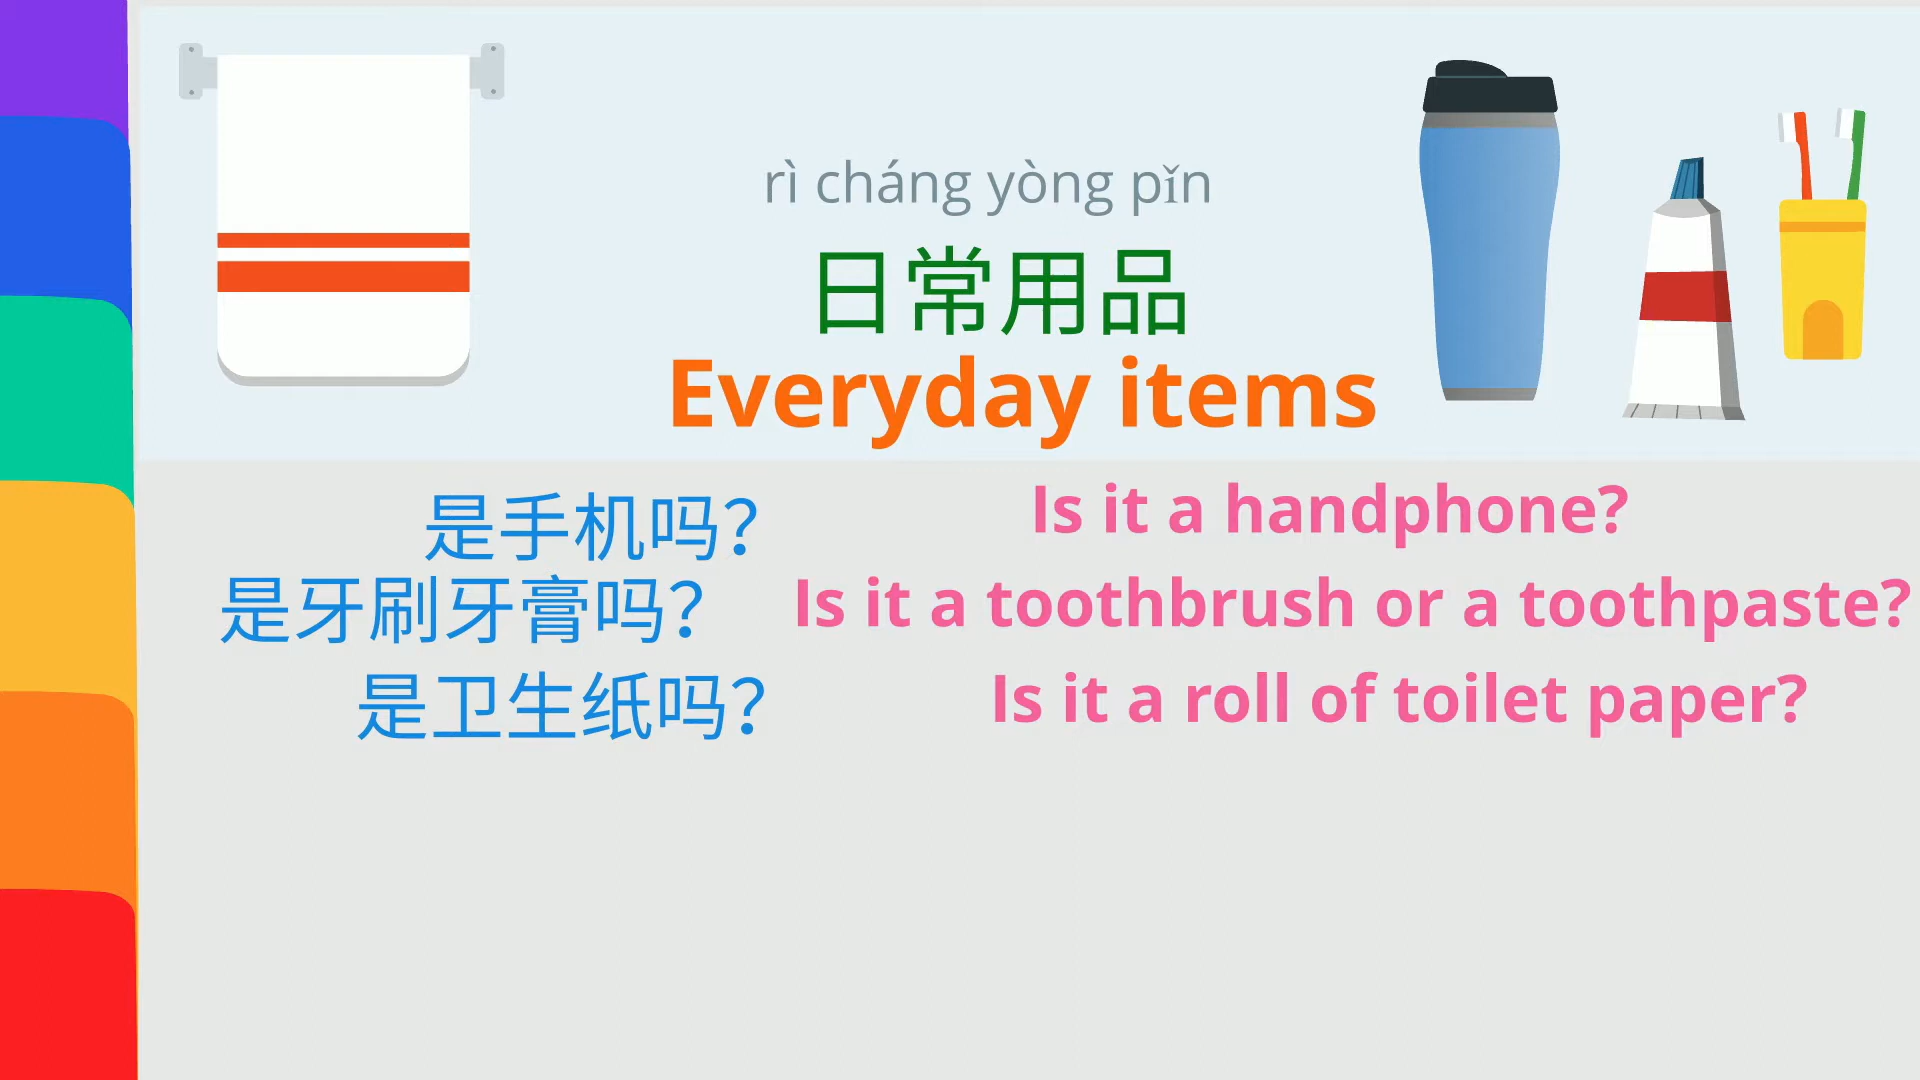 rì cháng yòng pǐn
日常用品
Everyday items
是手机吗？ Is it a handphone?
是牙刷牙膏吗？ Is it a toothbrush or a toothpaste?
是卫生纸吗？ Is it a roll of toilet paper?